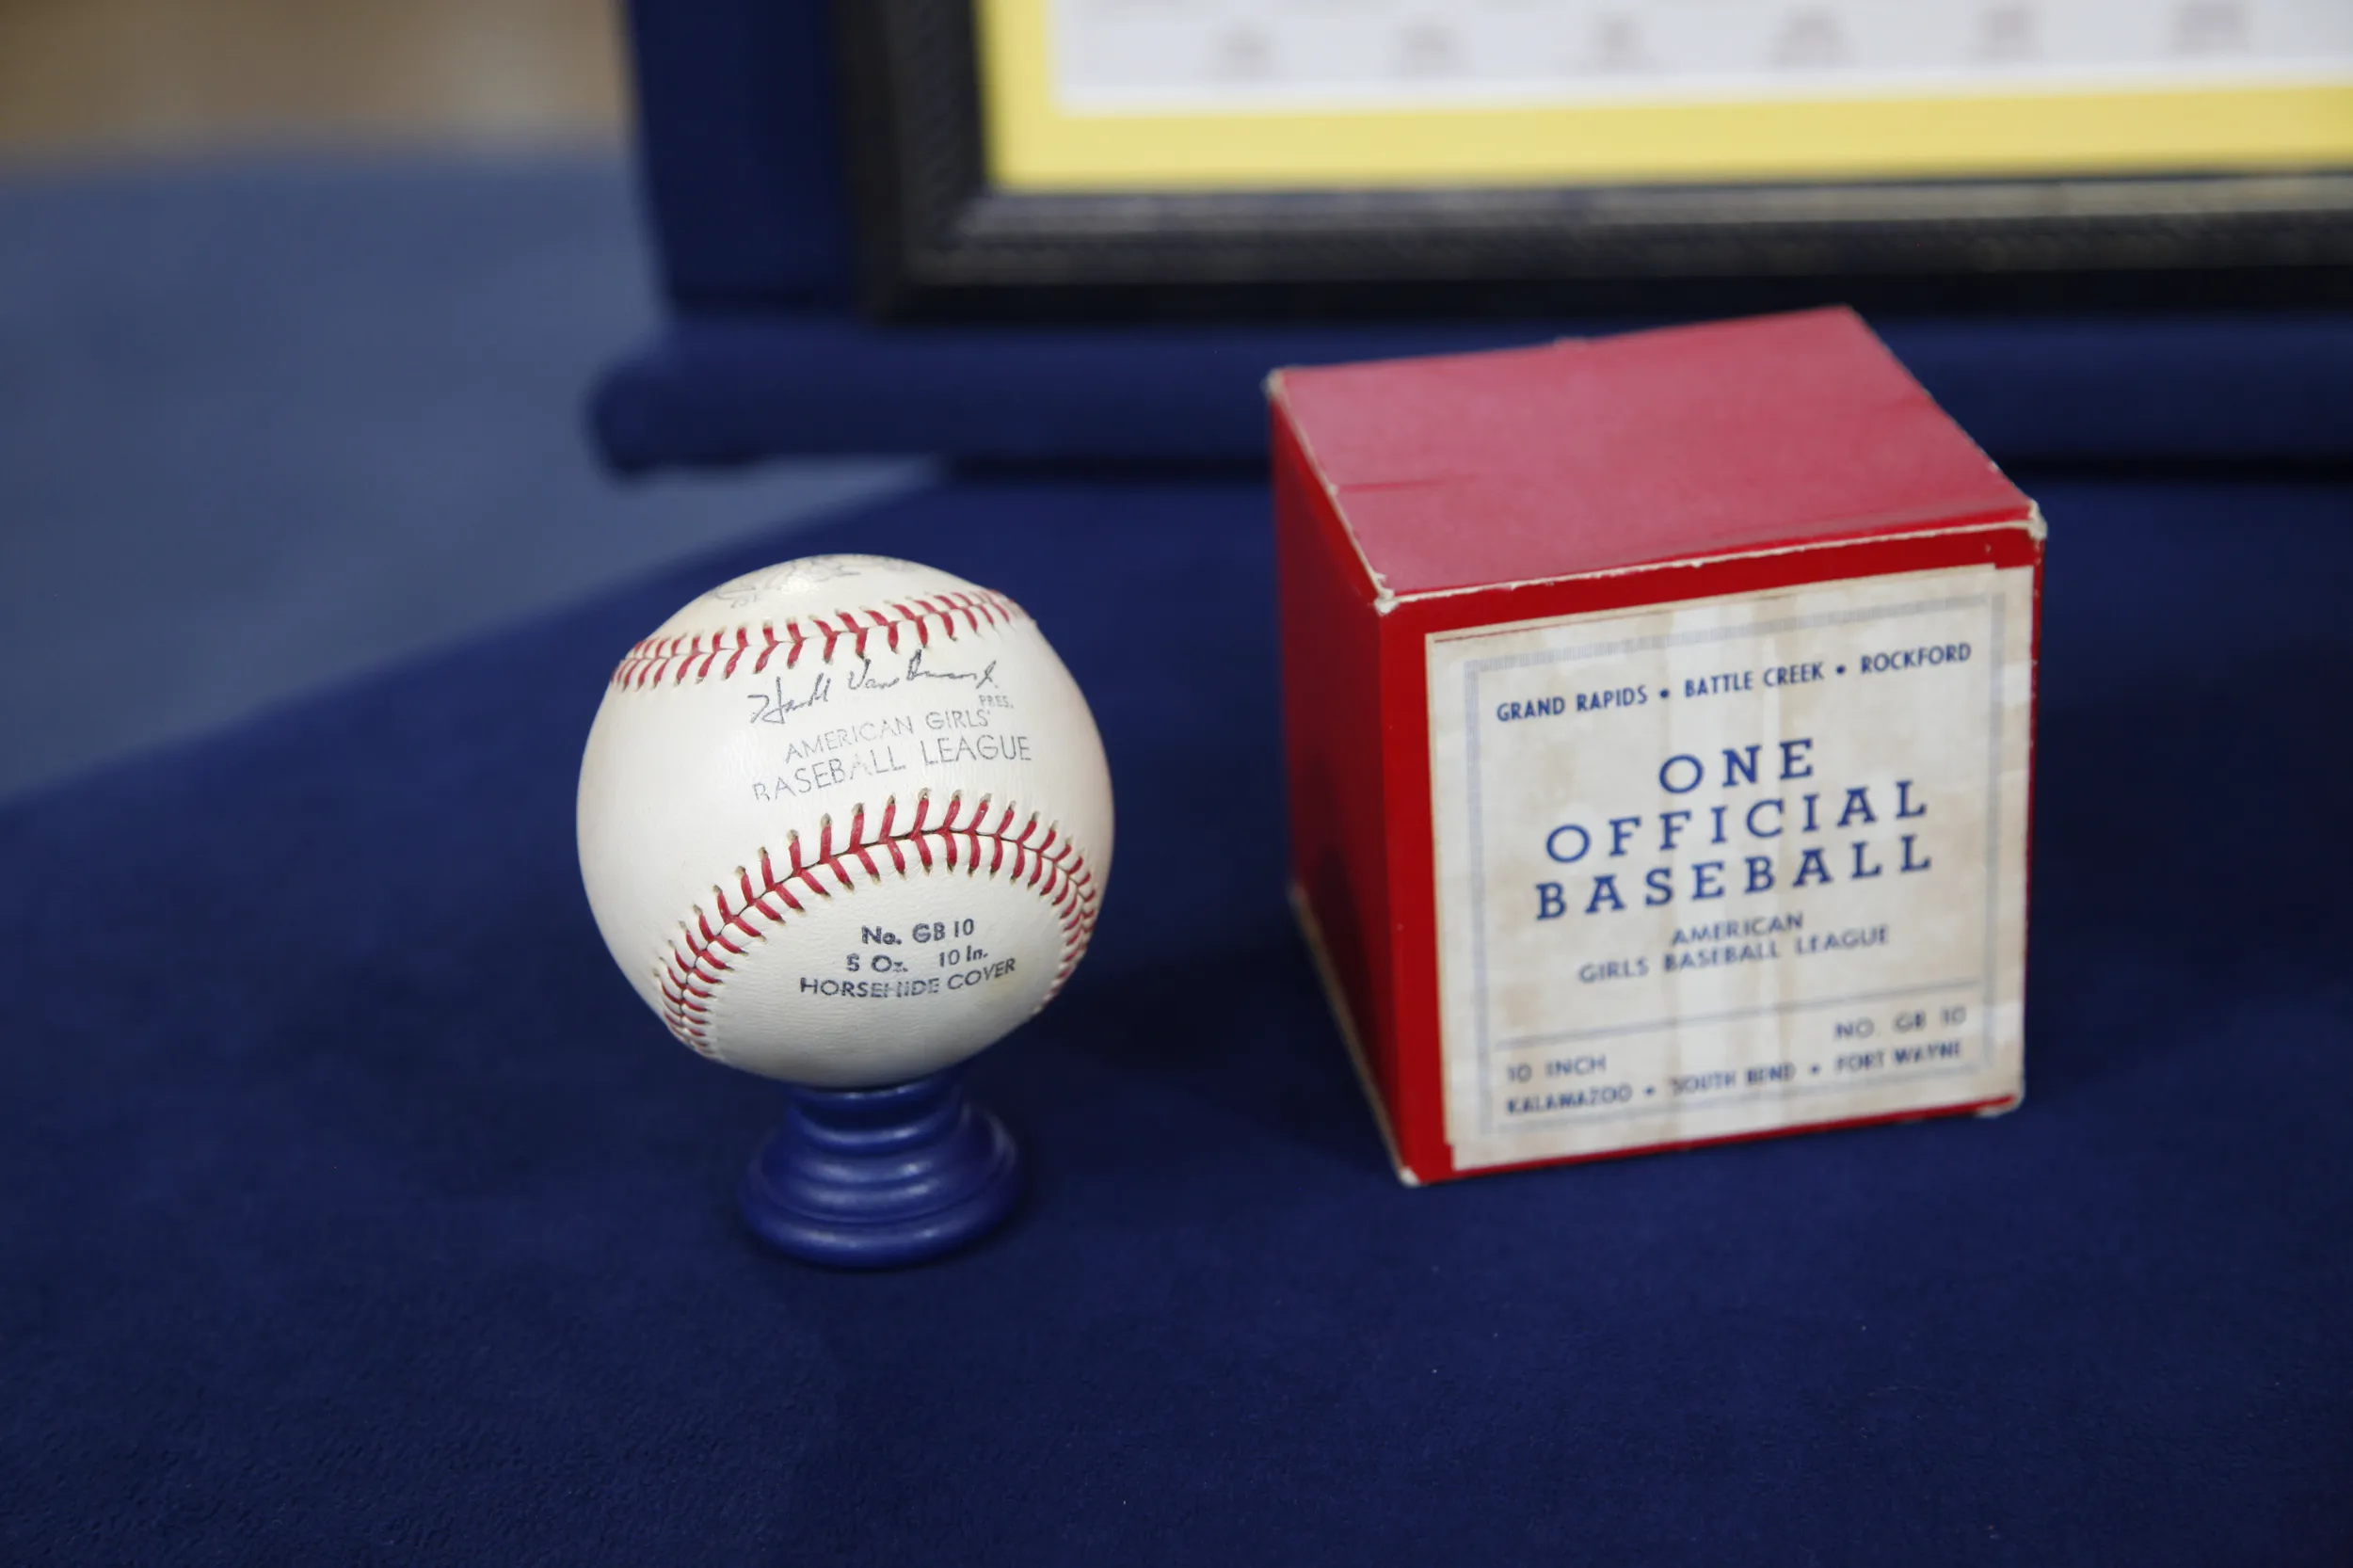 PRES.
AMERICAN GIRLS'
BASEBALL LEAGUE
No. GB 10
5 Oz. 10 In.
HORSEHIDE COVER
GRAND RAPIDS • BATTLE CREEK • ROCKFORD
ONE
OFFICIAL
BASEBALL
AMERICAN
GIRLS BASEBALL LEAGUE
NO. GB 10
10 INCH
KALAMAZOO • SOUTH BEND • FORT WAYNE